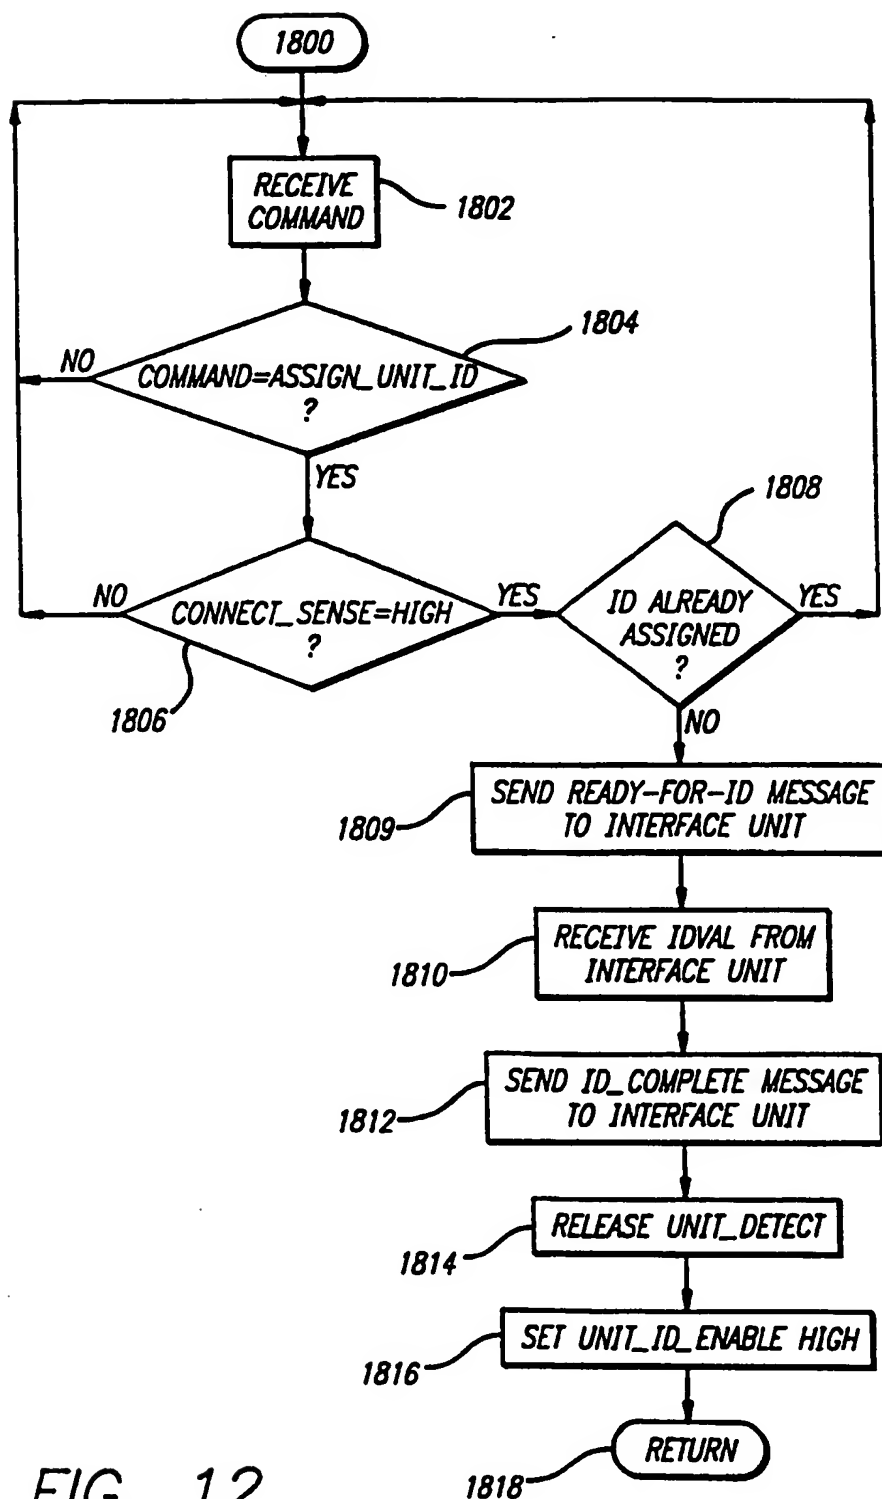 1800
RECEIVE
COMMAND
1802
1804
NO
COMMAND=ASSIGN_UNIT_ID
?
YES
1808
NO
CONNECT_SENSE=HIGH
?
YES
ID ALREADY
ASSIGNED
?
YES
1806
NO
SEND READY-FOR-ID MESSAGE
TO INTERFACE UNIT
1809
RECEIVE IDVAL FROM
INTERFACE UNIT
1810
SEND ID_COMPLETE MESSAGE
TO INTERFACE UNIT
1812
RELEASE UNIT_DETECT
1814
SET UNIT_ID_ENABLE HIGH
1816
RETURN
1818
FIG. 12